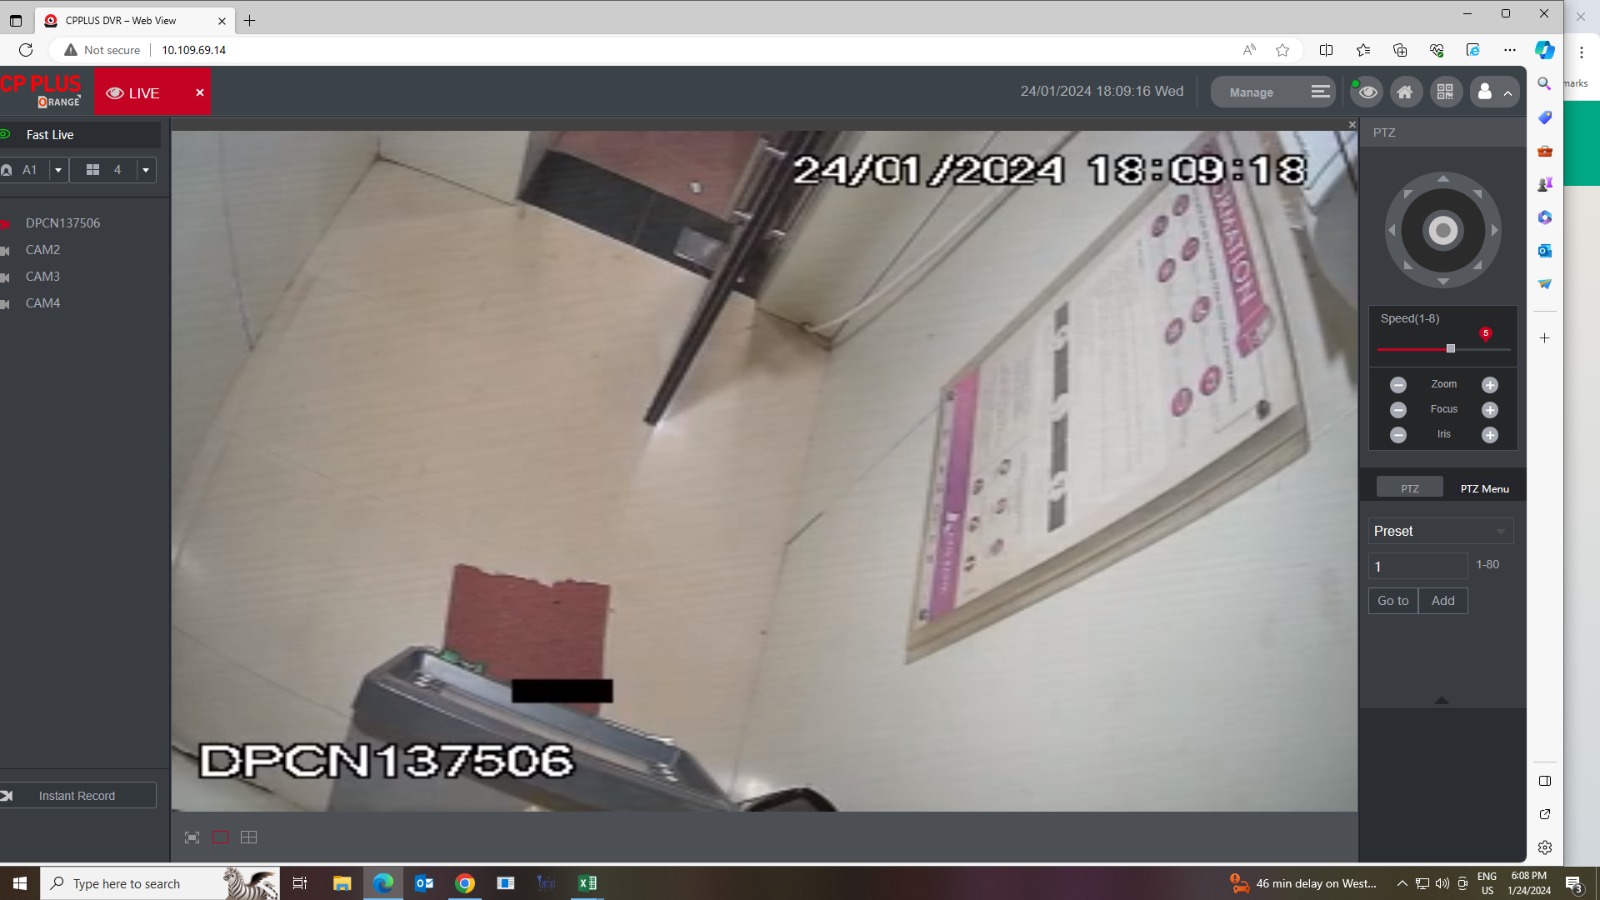 CPPLUS DVR – Web View
Not secure
10.109.69.14
CP PLUS
ORANGE
LIVE
24/01/2024 18:09:16 Wed
Manage
marks
Fast Live
A1
4
DPCN137506
CAM2
CAM3
CAM4
Instant Record
24/01/2024 18:09:18
DPCN137506
PTZ
Speed(1-8)
5
Zoom
Focus
Iris
PTZ
PTZ Menu
Preset
1
1-80
Go to
Add
Type here to search
46 min delay on West...
ENG
US
6:08 PM
1/24/2024
3